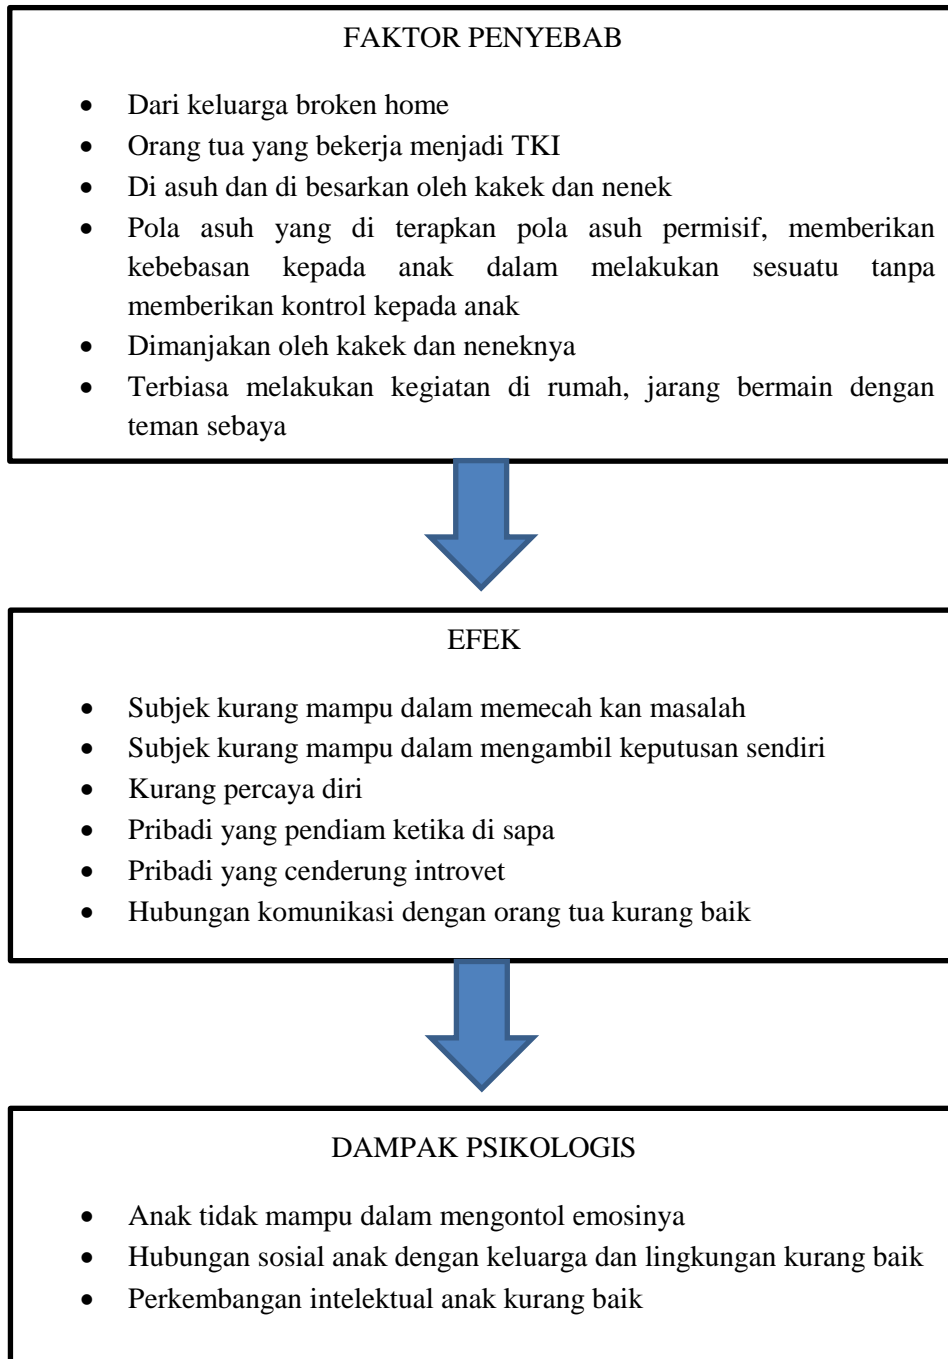 FAKTOR PENYEBAB
• Dari keluarga broken home
• Orang tua yang bekerja menjadi TKI
• Di asuh dan di besarkan oleh kakek dan nenek
• Pola asuh yang di terapkan pola asuh permisif, memberikan
kebebasan kepada anak dalam melakukan sesuatu tanpa
memberikan kontrol kepada anak
• Dimanjakan oleh kakek dan neneknya
• Terbiasa melakukan kegiatan di rumah, jarang bermain dengan
teman sebaya
EFEK
• Subjek kurang mampu dalam memecah kan masalah
• Subjek kurang mampu dalam mengambil keputusan sendiri
• Kurang percaya diri
• Pribadi yang pendiam ketika di sapa
• Pribadi yang cenderung introvet
• Hubungan komunikasi dengan orang tua kurang baik
DAMPAK PSIKOLOGIS
• Anak tidak mampu dalam mengontol emosinya
• Hubungan sosial anak dengan keluarga dan lingkungan kurang baik
• Perkembangan intelektual anak kurang baik